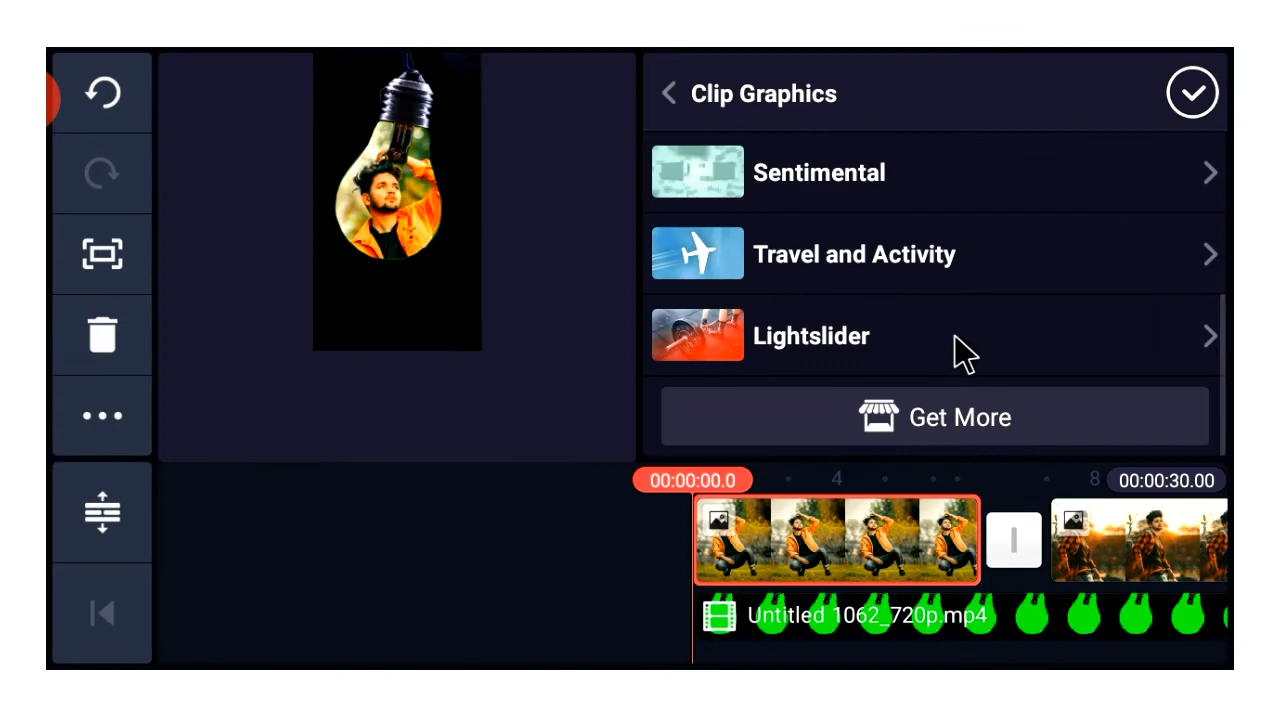 Clip Graphics
Sentimental
Travel and Activity
Lightslider
Get More
00:00:00.0
4
8
00:00:30.00
Untitled 1062_720p.mp4